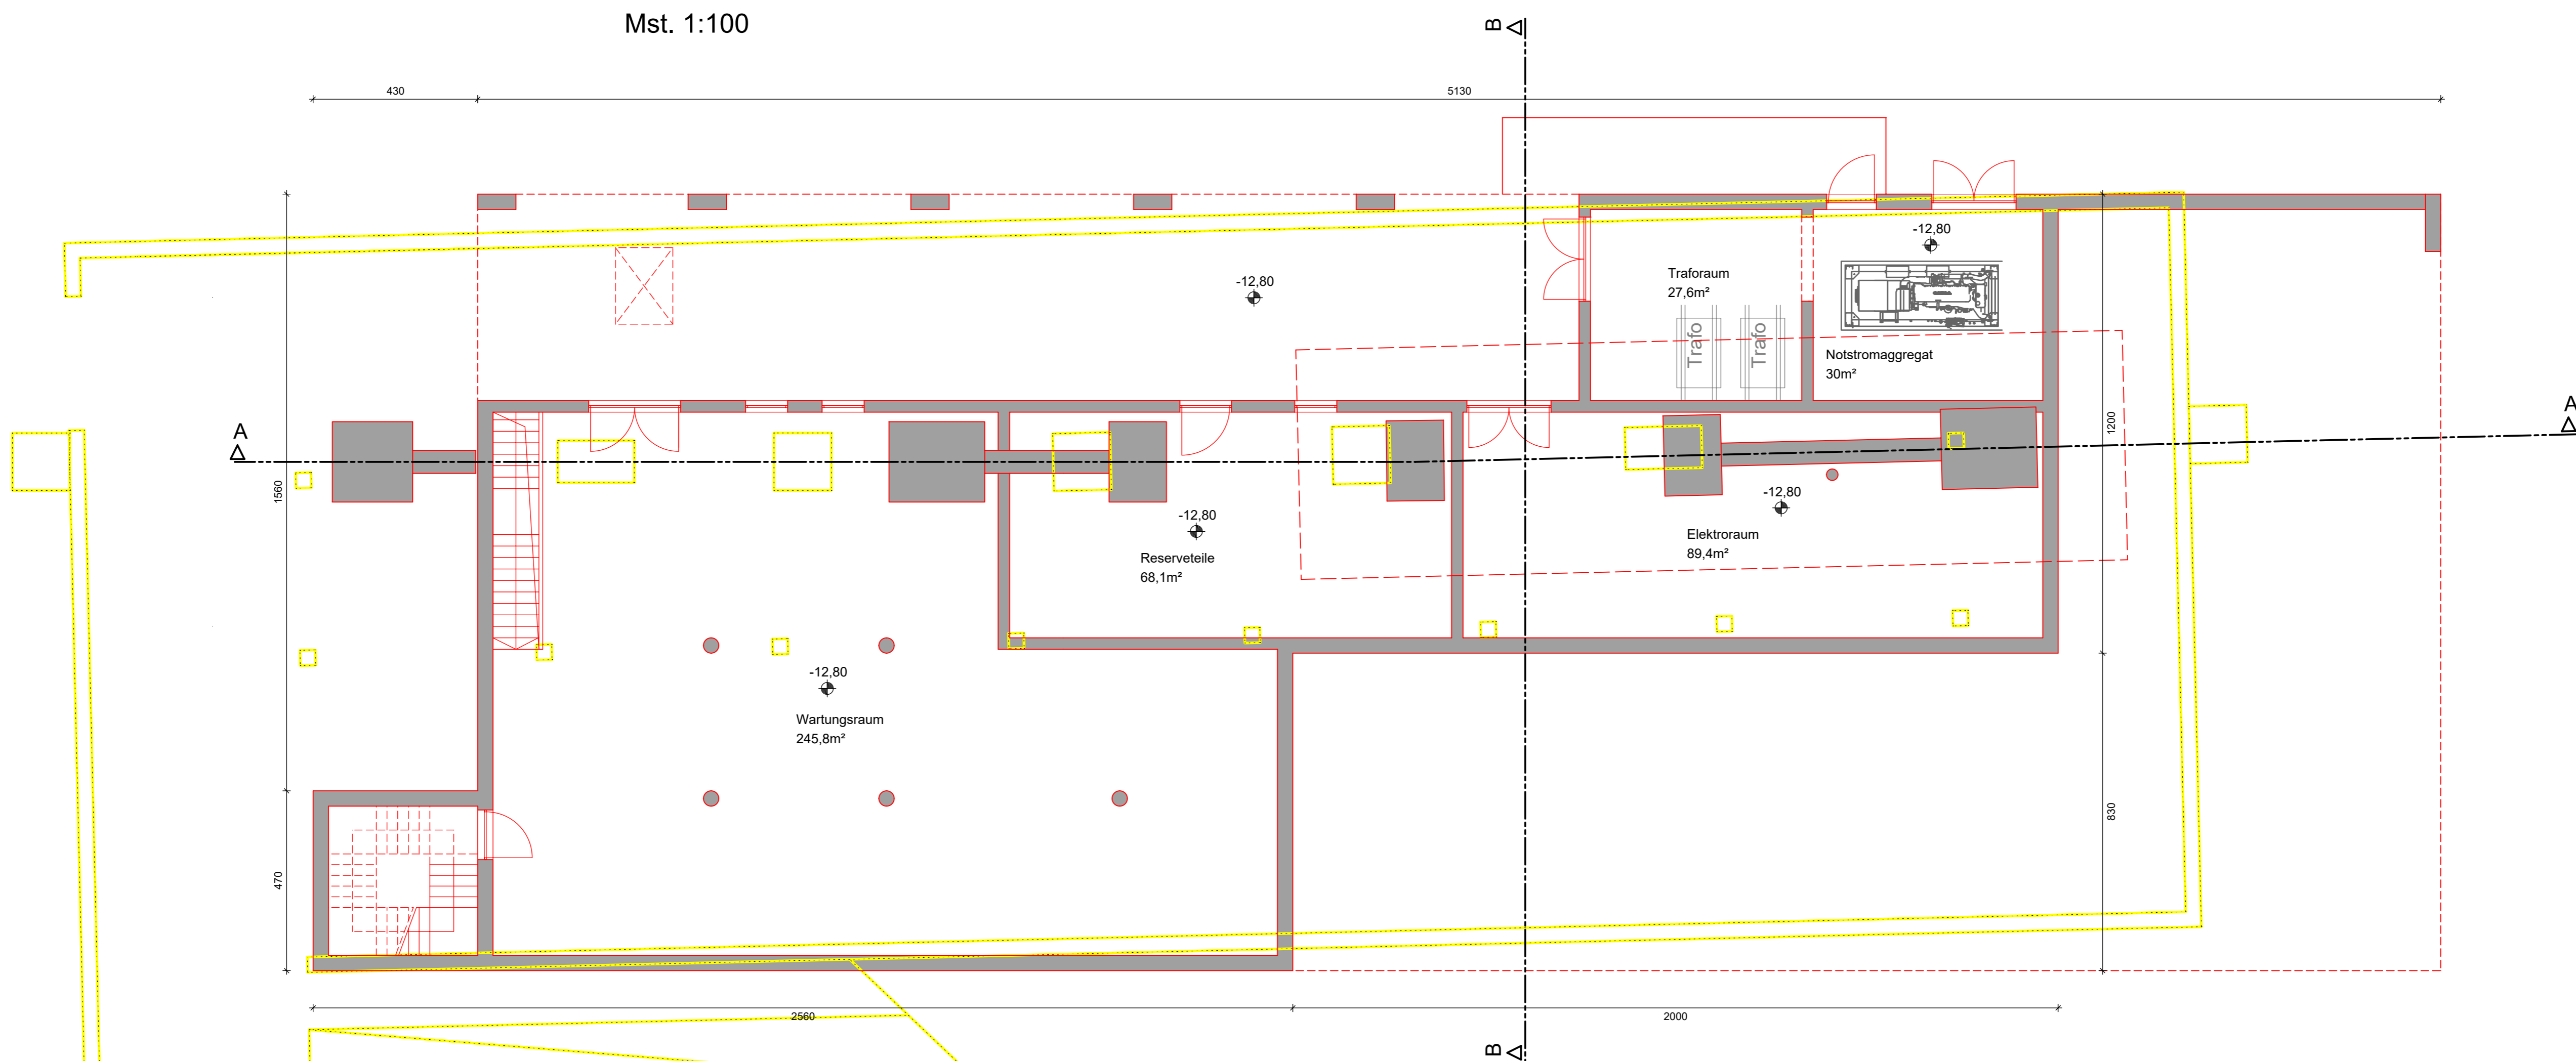 Mst. 1:100
B
430
5130
-12,80
-12,80
Traforaum
27,6m²
Trafo
Trafo
Notstromaggregat
30m²
A
A
1200
1560
-12,80
-12,80
Reserveteile
68,1m²
Elektroraum
89,4m²
-12,80
Wartungsraum
245,8m²
830
470
2560
2000
B